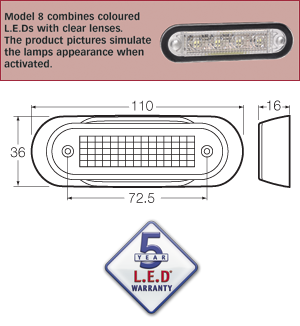 Model 8 combines coloured
L.E.Ds with clear lenses.
The product pictures simulate
the lamps appearance when
activated.
110
16
36
72.5
5
YEAR
L.E.D
WARRANTY